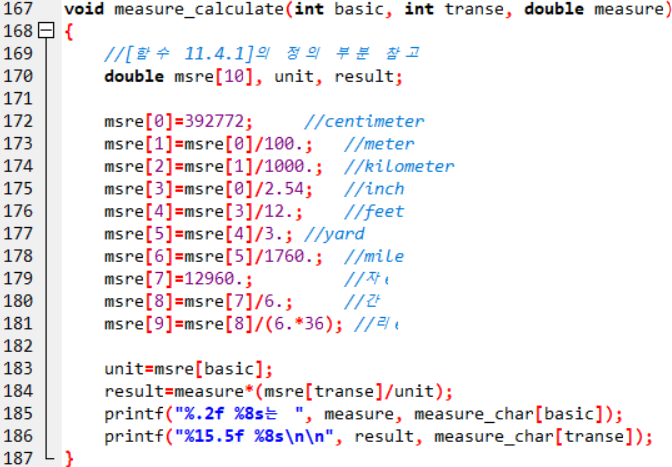 167 void measure_calculate(int basic, int transe, double measure)
168 {
169 //[함수 11.4.1]의 정의 부분 참고
170 double msre[10], unit, result;
171
172 msre[0]=392772; //centimeter
173 msre[1]=msre[0]/100.; //meter
174 msre[2]=msre[1]/1000.; //kilometer
175 msre[3]=msre[0]/2.54; //inch
176 msre[4]=msre[3]/12.; //feet
177 msre[5]=msre[4]/3.; //yard
178 msre[6]=msre[5]/1760.; //mile
179 msre[7]=12960.; //자
180 msre[8]=msre[7]/6.; //간
181 msre[9]=msre[8]/(6.*36); //리
182
183 unit=msre[basic];
184 result=measure*(msre[transe]/unit);
185 printf("%.2f %8s는 ", measure, measure_char[basic]);
186 printf("%15.5f %8s\n\n", result, measure_char[transe]);
187 }